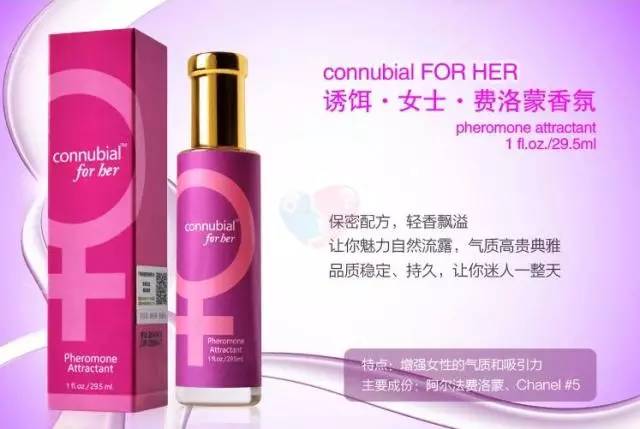 connubial FOR HER
诱饵·女士·费洛蒙香氛
pheromone attractant
1 fl.oz./29.5ml
保密配方，轻香飘溢
让你魅力自然流露，气质高贵典雅
品质稳定、持久，让你迷人一整天
特点：增强女性的气质和吸引力
主要成份：阿尔法费洛蒙、Chanel #5
connubial™
for her
Pheromone
Attractant
1 fl.oz./29.5ml
connubial™
for her
Pheromone
Attractant
1 fl.oz./29.5ml